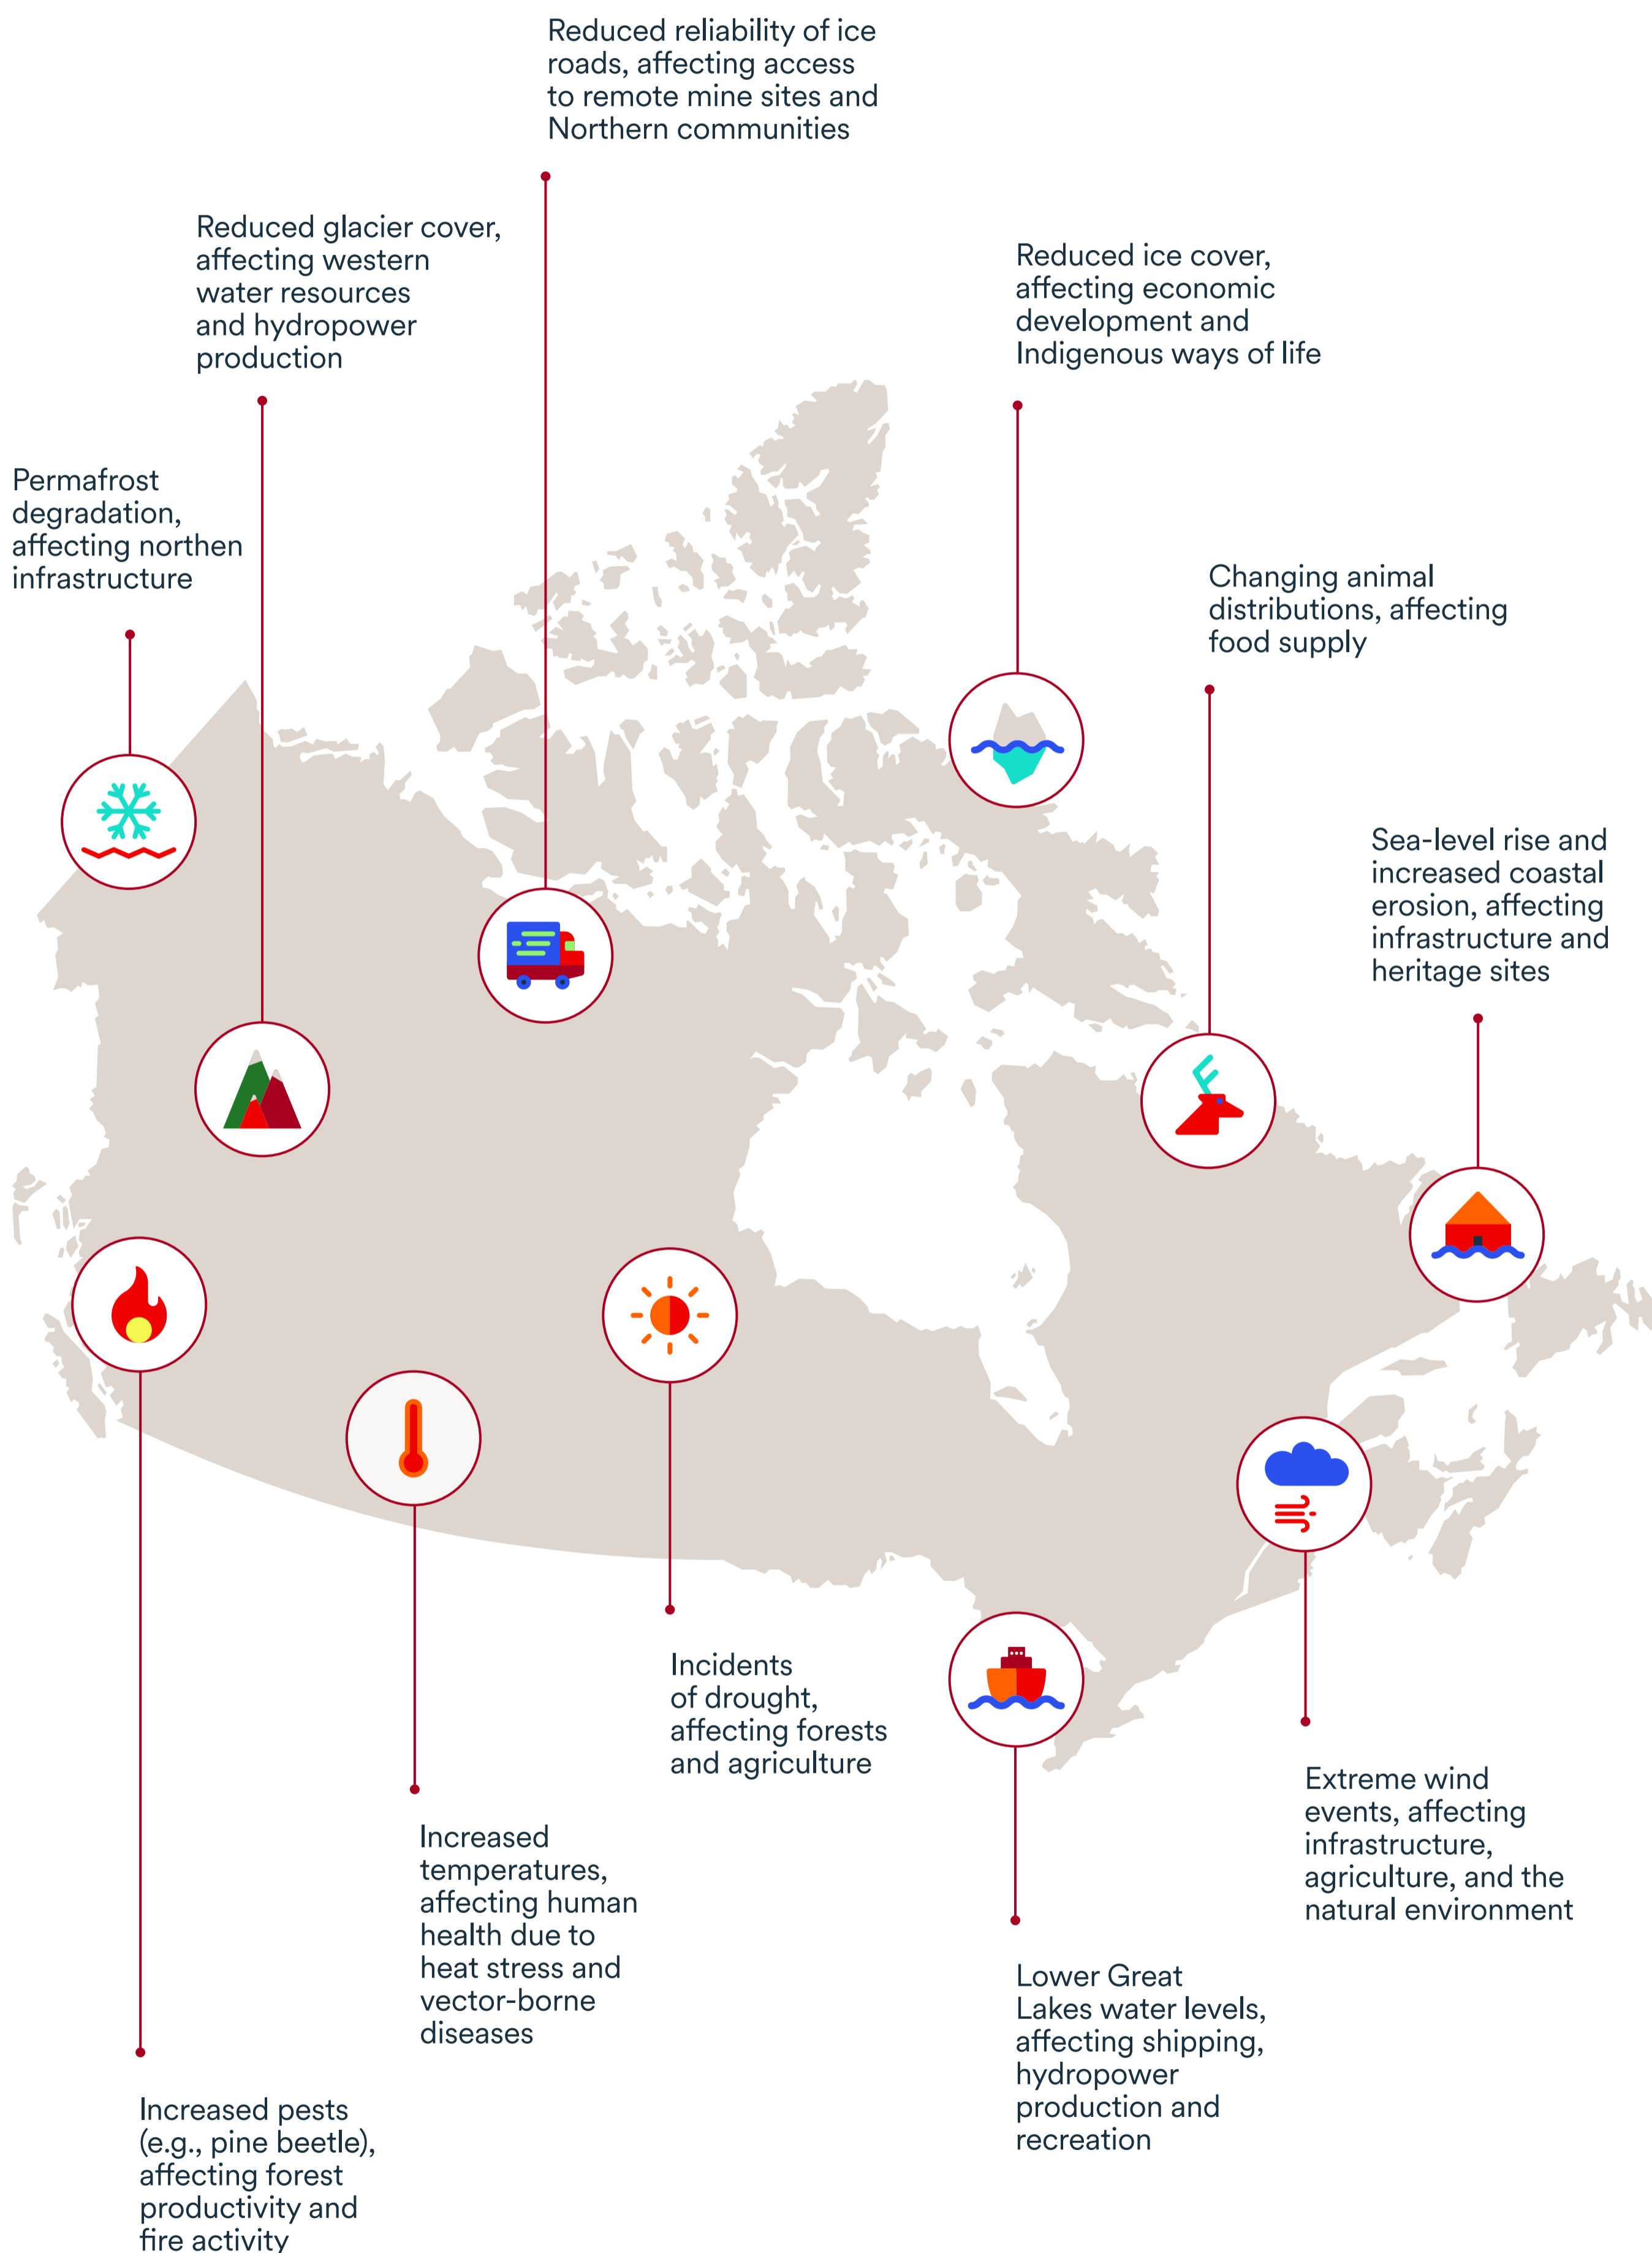 Reduced reliability of ice
roads, affecting access
to remote mine sites and
Northern communities
Reduced glacier cover,
affecting western
water resources
and hydropower
production
Reduced ice cover,
affecting economic
development and
Indigenous ways of life
Permafrost
degradation,
affecting northen
infrastructure
Changing animal
distributions, affecting
food supply
Sea-level rise and
increased coastal
erosion, affecting
infrastructure and
heritage sites
Incidents
of drought,
affecting forests
and agriculture
Extreme wind
events, affecting
infrastructure,
agriculture, and the
natural environment
Increased
temperatures,
affecting human
health due to
heat stress and
vector-borne
diseases
Lower Great
Lakes water levels,
affecting shipping,
hydropower
production and
recreation
Increased pests
(e.g., pine beetle),
affecting forest
productivity and
fire activity